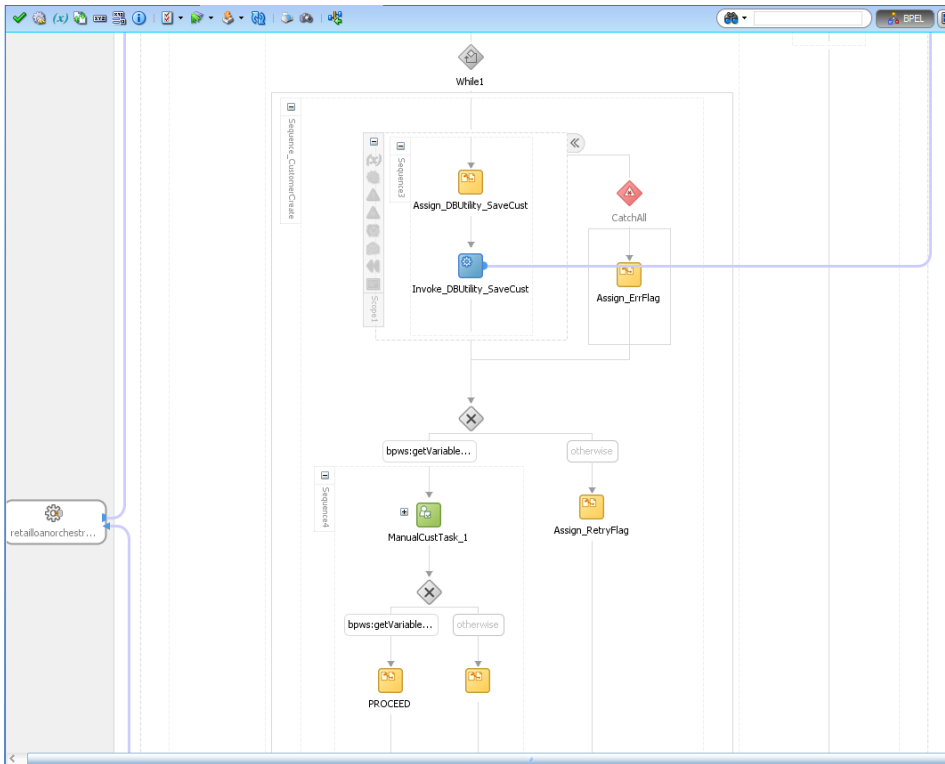 BPEL
While1
Sequence_CustomerCreate
Sequence3
Scope1
Assign_DBUtility_SaveCust
CatchAll
Invoke_DBUtility_SaveCust
Assign_ErrFlag
bpws:getVariable...
otherwise
Sequence4
retailloanorchestr...
ManualCustTask_1
Assign_RetryFlag
bpws:getVariable...
otherwise
PROCEED